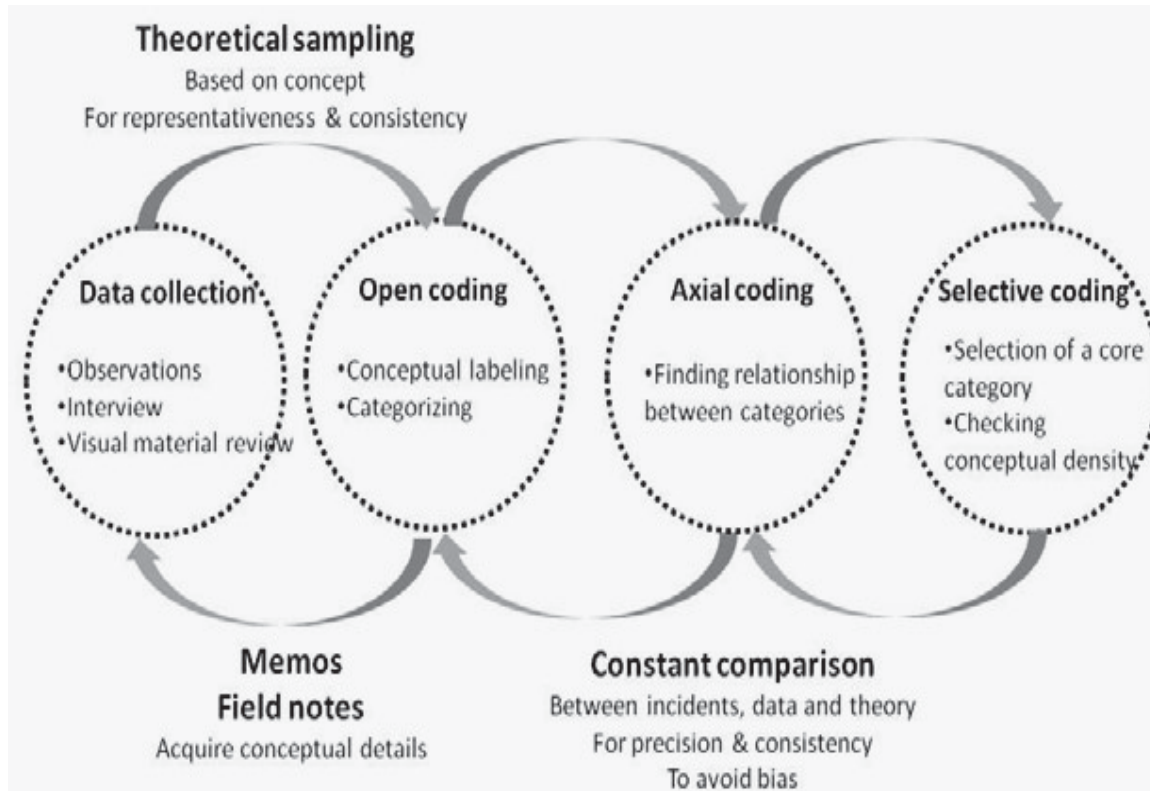 Theoretical sampling
Based on concept
For representativeness & consistency
Data collection
•Observations
•Interview
•Visual material review
Open coding
•Conceptual labeling
•Categorizing
Axial coding
•Finding relationship
between categories
Selective coding
•Selection of a core
category
•Checking
conceptual density
Memos
Field notes
Acquire conceptual details
Constant comparison
Between incidents, data and theory
For precision & consistency
To avoid bias